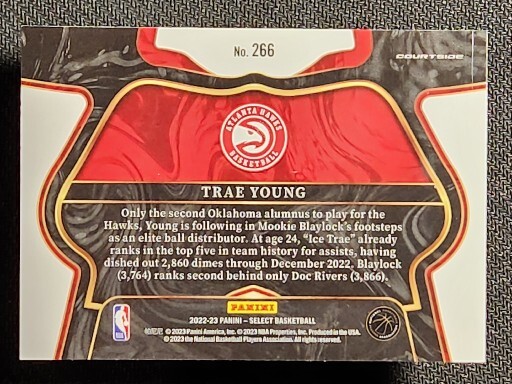 No. 266
COURTSIDE
ATLANTA HAWKS
BASKETBALL
TRAE YOUNG
Only the second Oklahoma alumnus to play for the
Hawks, Young is following in Mookie Blaylock's footsteps
as an elite ball distributor. At age 24, "Ice Trae" already
ranks in the top five in team history for assists, having
dished out 2,860 dimes through December 2022. Blaylock
(3,764) ranks second behind only Doc Rivers (3,866).
PANINI
2022-23 PANINI – SELECT BASKETBALL
© 2023 Panini America, Inc. © 2023 NBA Properties, Inc. Produced in the USA.
© 2023 the National Basketball Players Association. All rights reserved.